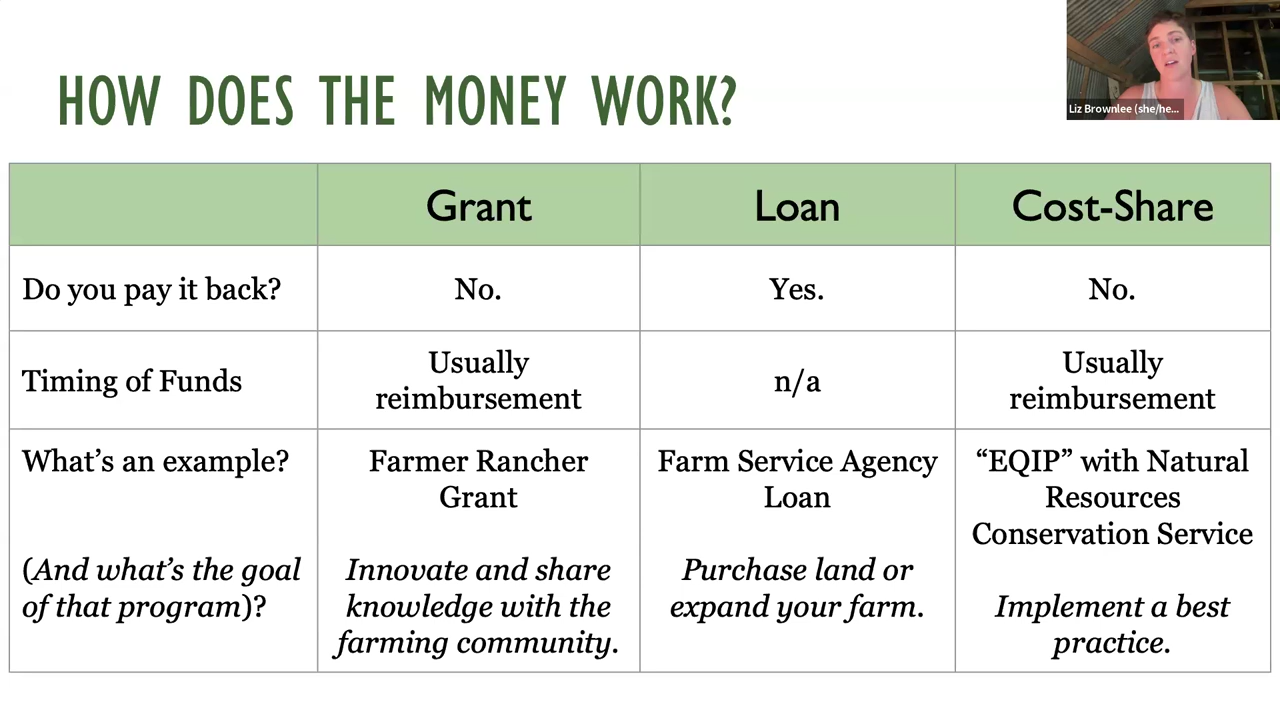 HOW DOES THE MONEY WORK?
Liz Brownlee (she/he...
Grant
Loan
Cost-Share
Do you pay it back?
No.
Yes.
No.
Timing of Funds
Usually
reimbursement
n/a
Usually
reimbursement
What’s an example?
(And what’s the goal
of that program)?
Farmer Rancher
Grant
Innovate and share
knowledge with the
farming community.
Farm Service Agency
Loan
Purchase land or
expand your farm.
“EQIP” with Natural
Resources
Conservation Service
Implement a best
practice.